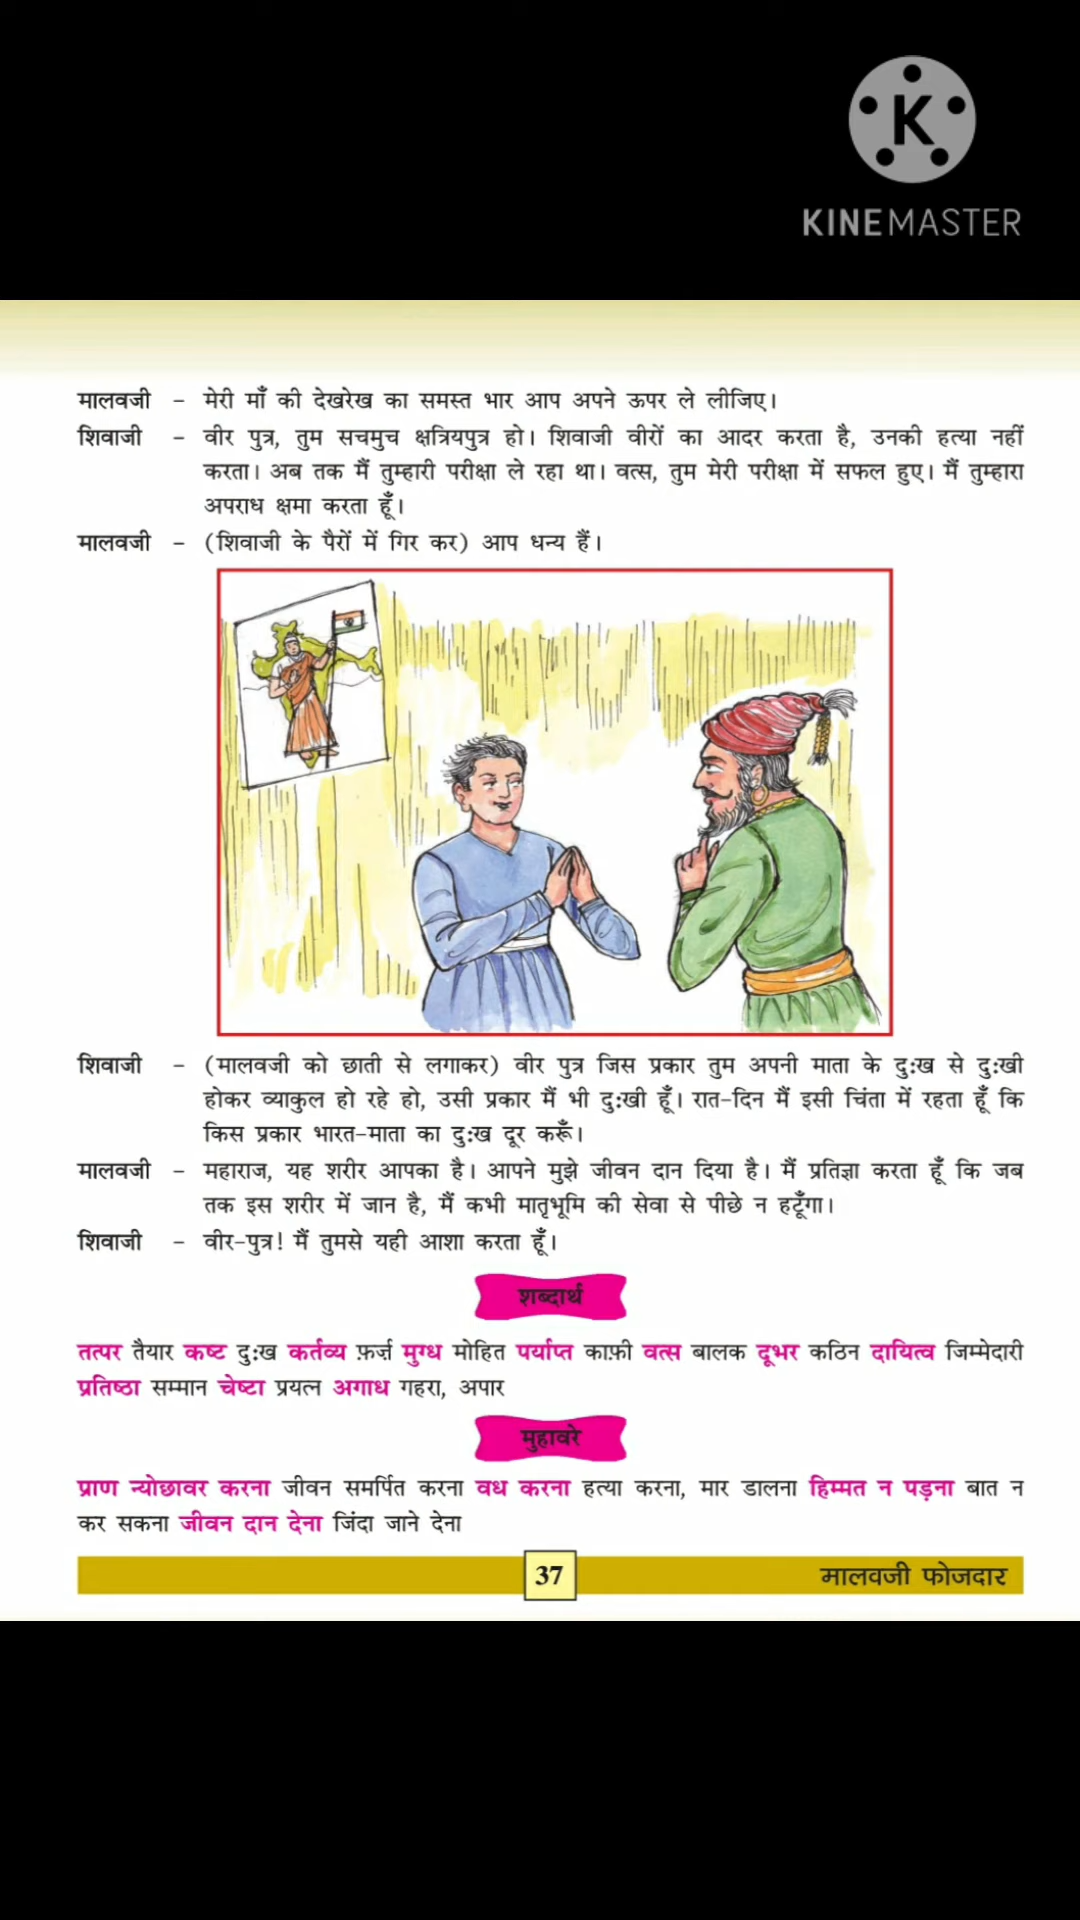 K
KINEMASTER
मालवजी – मेरी माँ की देखरेख का समस्त भार आप अपने ऊपर ले लीजिए।
शिवाजी – वीर पुत्र, तुम सचमुच क्षत्रियपुत्र हो। शिवाजी वीरों का आदर करता है, उनकी हत्या नहीं
करता। अब तक मैं तुम्हारी परीक्षा ले रहा था। वत्स, तुम मेरी परीक्षा में सफल हुए। मैं तुम्हारा
अपराध क्षमा करता हूँ।
मालवजी – (शिवाजी के पैरों में गिर कर) आप धन्य हैं।
शिवाजी – (मालवजी को छाती से लगाकर) वीर पुत्र जिस प्रकार तुम अपनी माता के दुःख से दुःखी
होकर व्याकुल हो रहे हो, उसी प्रकार मैं भी दुःखी हूँ। रात-दिन मैं इसी चिंता में रहता हूँ कि
किस प्रकार भारत-माता का दुःख दूर करूँ।
मालवजी – महाराज, यह शरीर आपका है। आपने मुझे जीवन दान दिया है। मैं प्रतिज्ञा करता हूँ कि जब
तक इस शरीर में जान है, मैं कभी मातृभूमि की सेवा से पीछे न हटूँगा।
शिवाजी – वीर-पुत्र! मैं तुमसे यही आशा करता हूँ।
शब्दार्थ
तत्पर तैयार कष्ट दुःख कर्तव्य फ़र्ज मुग्ध मोहित पर्याप्त काफ़ी वत्स बालक दूभर कठिन दायित्व जिम्मेदारी
प्रतिष्ठा सम्मान चेष्टा प्रयत्न अगाध गहरा, अपार
मुहावरे
प्राण न्योछावर करना जीवन समर्पित करना वध करना हत्या करना, मार डालना हिम्मत न पड़ना बात न
कर सकना जीवन दान देना जिंदा जाने देना
37
मालवजी फोजदार